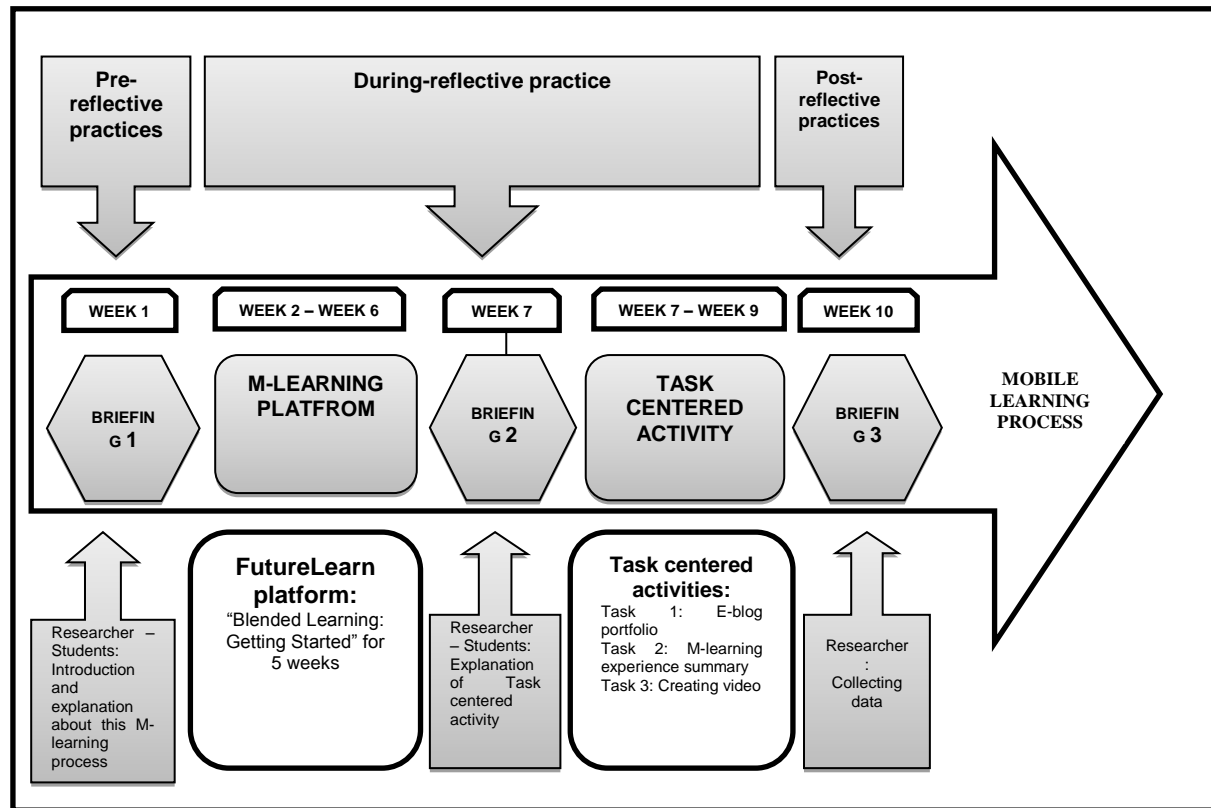 Pre-
reflective
practices
During-reflective practice
Post-
reflective
practices
WEEK 1
WEEK 2 – WEEK 6
WEEK 7
WEEK 7 – WEEK 9
WEEK 10
BRIEFIN
G 1
M-LEARNING
PLATFROM
BRIEFIN
G 2
TASK
CENTERED
ACTIVITY
BRIEFIN
G 3
MOBILE
LEARNING
PROCESS
Researcher –
Students:
Introduction
and
explanation
about this M-
learning
process
FutureLearn
platform:
“Blended Learning:
Getting Started” for
5 weeks
Researcher
– Students:
Explanation
of Task
centered
activity
Task centered
activities:
Task 1: E-blog
portfolio
Task 2: M-learning
experience summary
Task 3: Creating video
Researcher
:
Collecting
data